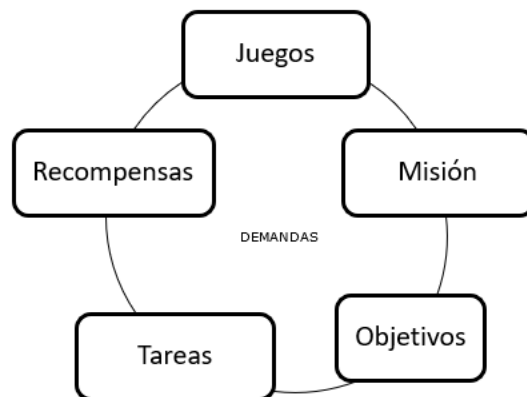 Juegos
Recompensas
Misión
DEMANDAS
Objetivos
Tareas